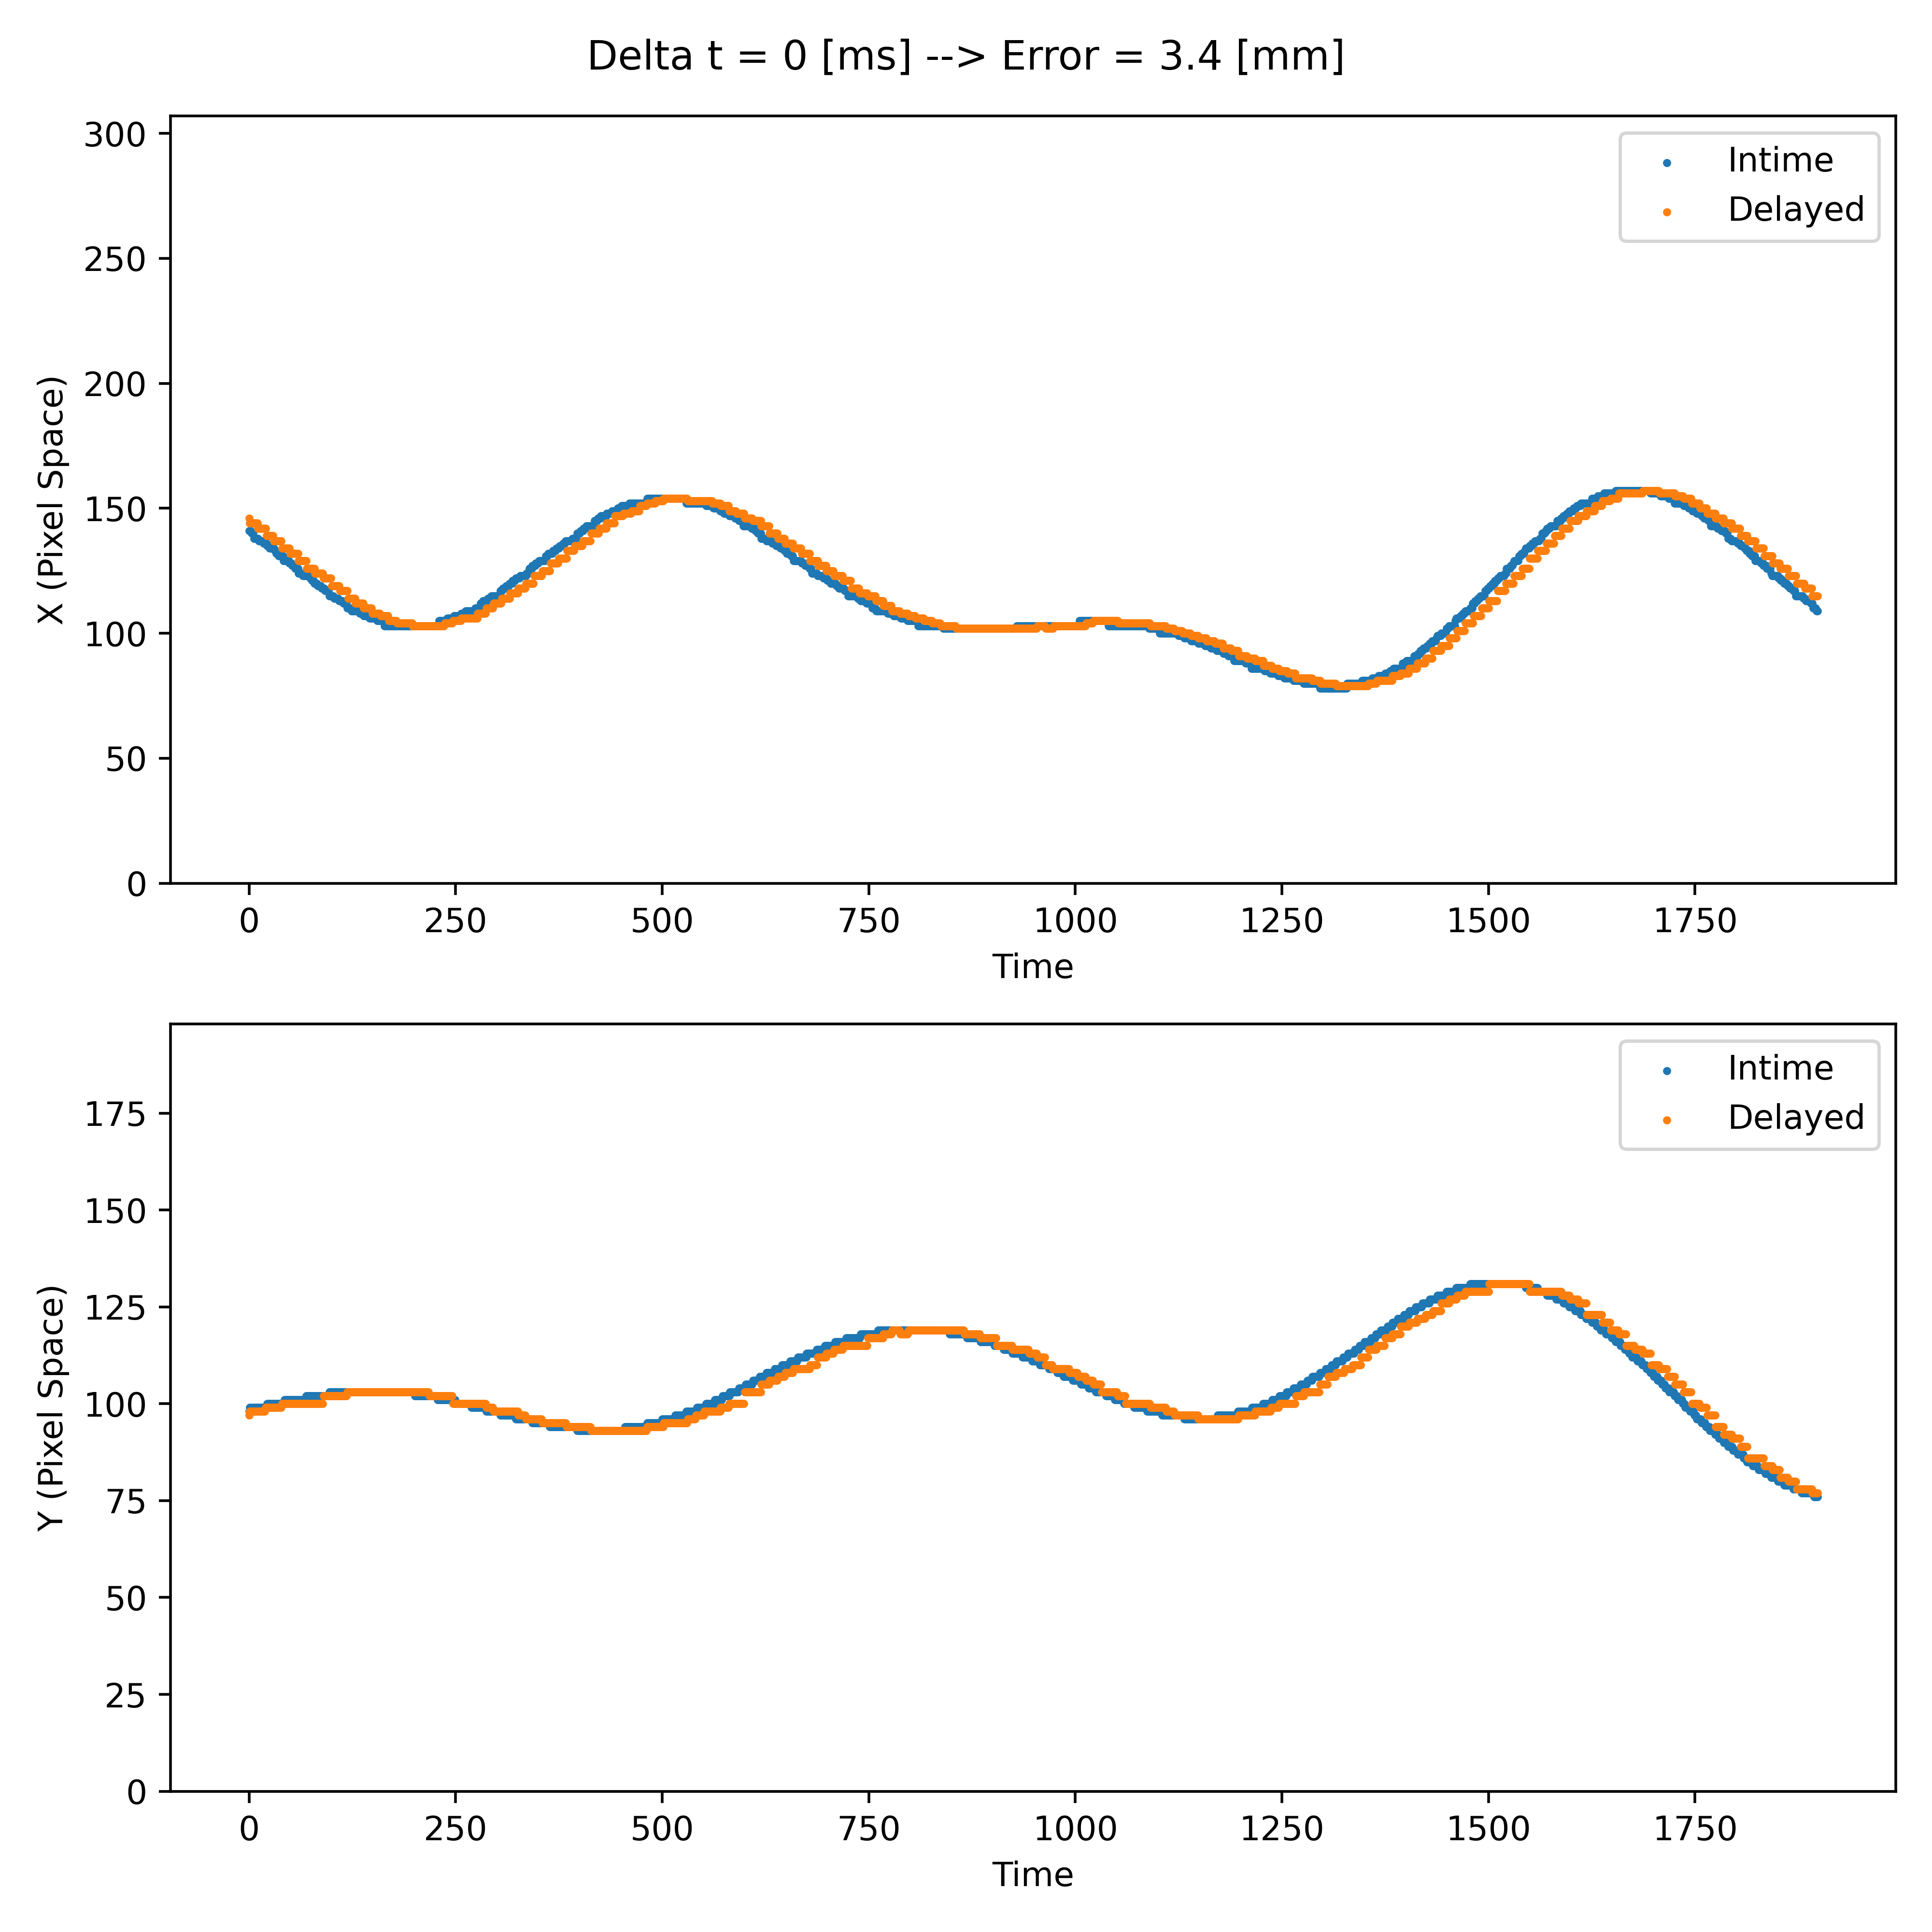 Delta t = 0 [ms] --> Error = 3.4 [mm]
300
250
200
150
100
50
0
X (Pixel Space)
Intime
Delayed
0 250 500 750 1000 1250 1500 1750
Time
175
150
125
100
75
50
25
0
Y (Pixel Space)
Intime
Delayed
0 250 500 750 1000 1250 1500 1750
Time